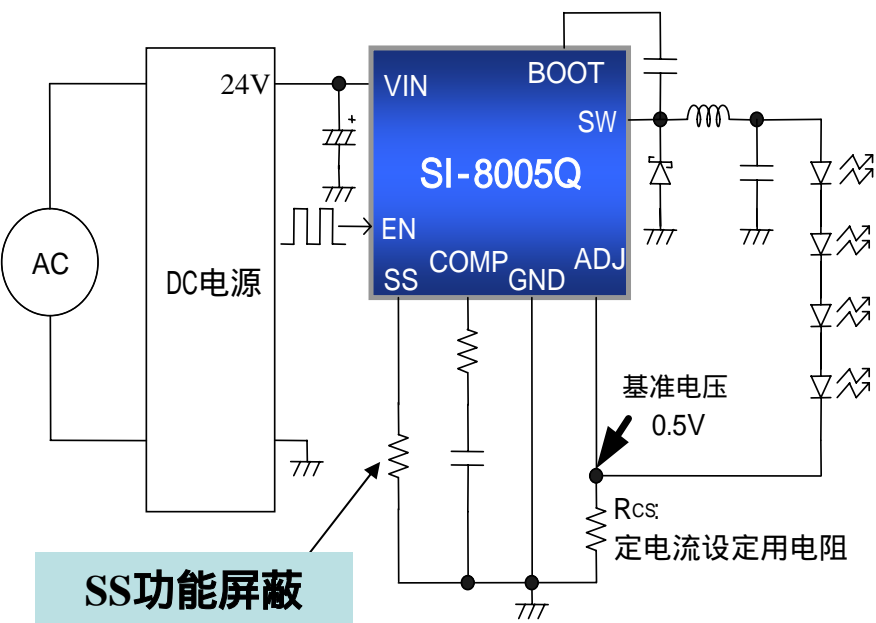 24V
VIN
BOOT
SW
SI-8005Q
EN
AC
DC电源
SS
COMP
GND
ADJ
基准电压
0.5V
RCS:
定电流设定用电阻
SS功能屏蔽
+